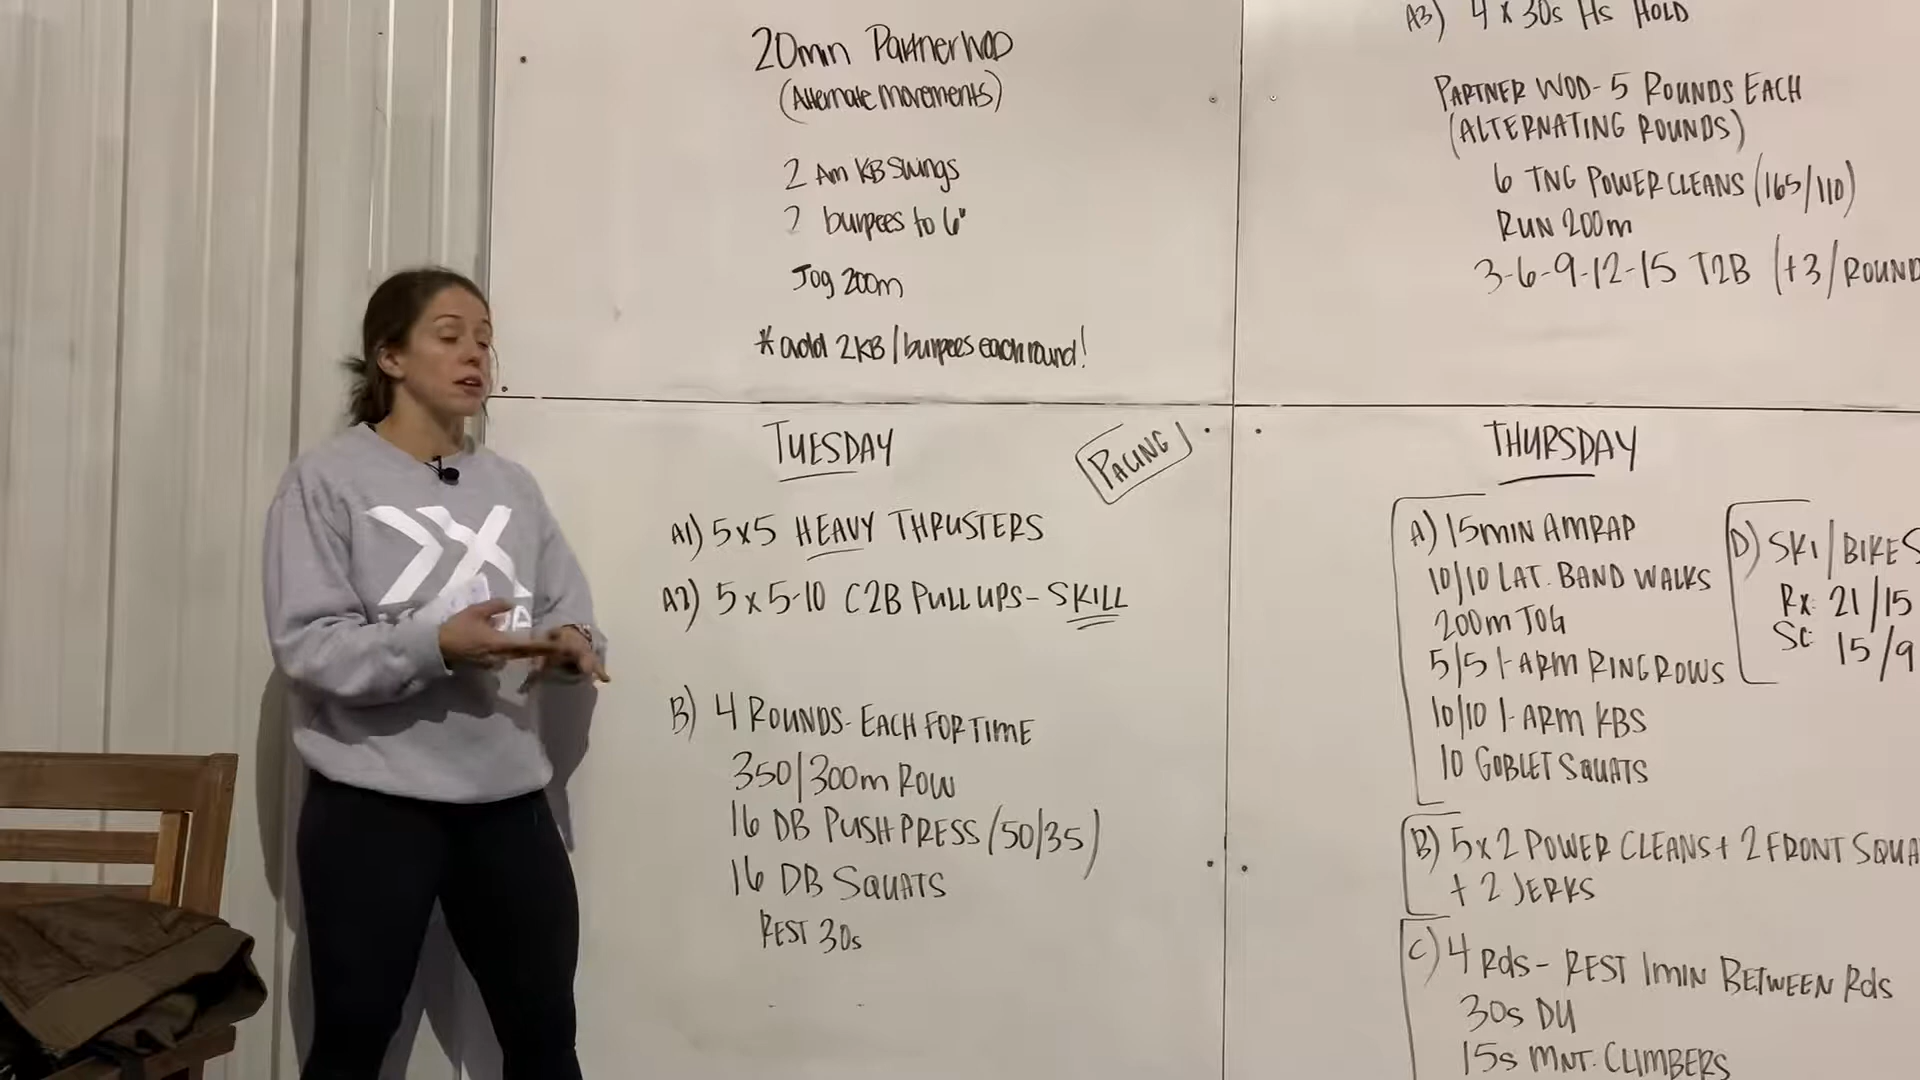 20min Partner WOD
(Alternate movements)
2 Am KB Swings
2 burpees to 6"
Jog 200m
* add 2KB/burpees each round!
A3) 4 x 30s Hs HOLD
PARTNER WOD- 5 ROUNDS EACH
(ALTERNATING ROUNDS)
6 TNG POWER CLEANS (165/110)
RUN 200m
3-6-9-12-15 T2B (+3/ROUND
TUESDAY
PACING
A1) 5x5 HEAVY THRUSTERS
A2) 5 x 5-10 C2B PULL UPS- SKILL
B) 4 ROUNDS- EACH FOR TIME
350/300m ROW
16 DB PUSH PRESS (50/35)
16 DB SQUATS
REST 30s
THURSDAY
A) 15min AMRAP
10/10 LAT. BAND WALKS
200m JOG
5/5 1-ARM RING ROWS
10/10 1-ARM KBS
10 GOBLET SQUATS
D) SKI/BIKES
Rx: 21/15
Sc: 15/9
B) 5x2 POWER CLEANS + 2 FRONT SQUA
+ 2 JERKS
C) 4 Rds- REST 1min BETWEEN Rds
30s DU
15s MNT. CLIMBERS